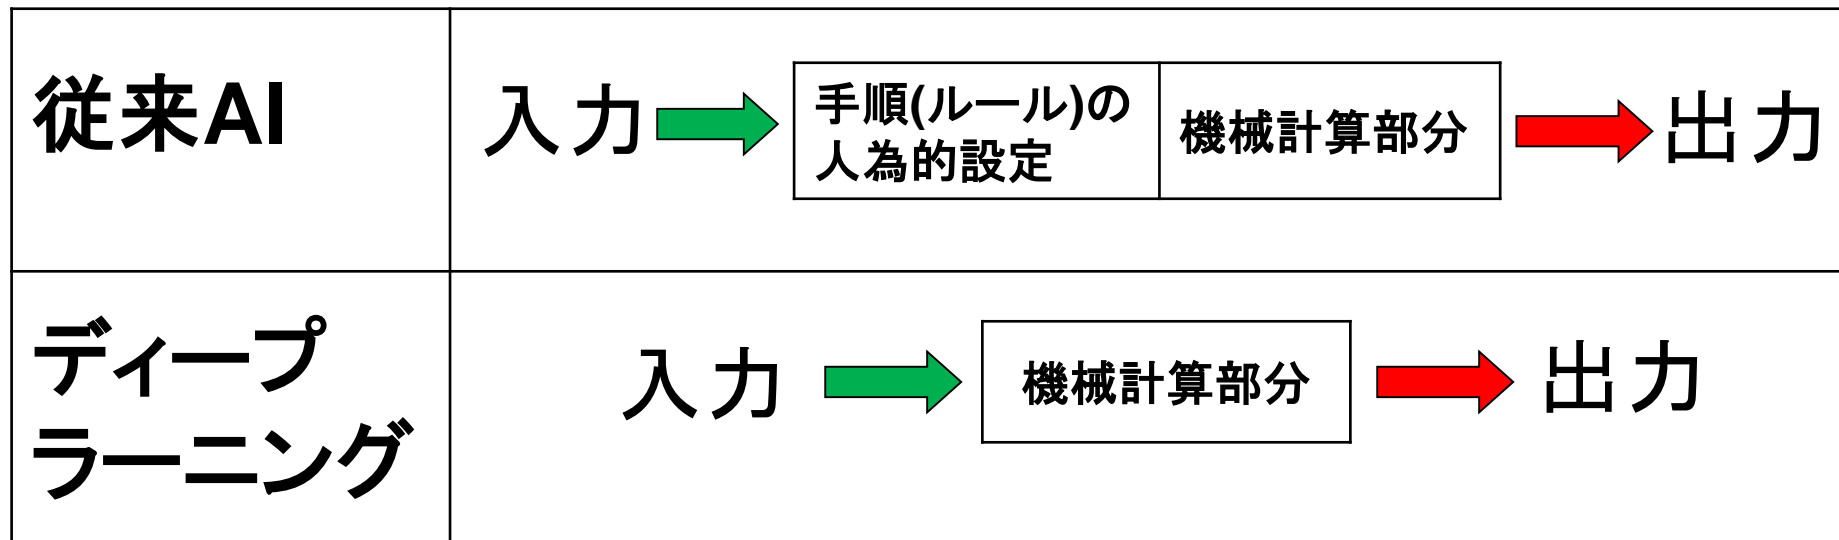 従来AI
入力
手順(ルール)の
人為的設定
機械計算部分
出力
ディープ
ラーニング
入力
機械計算部分
出力